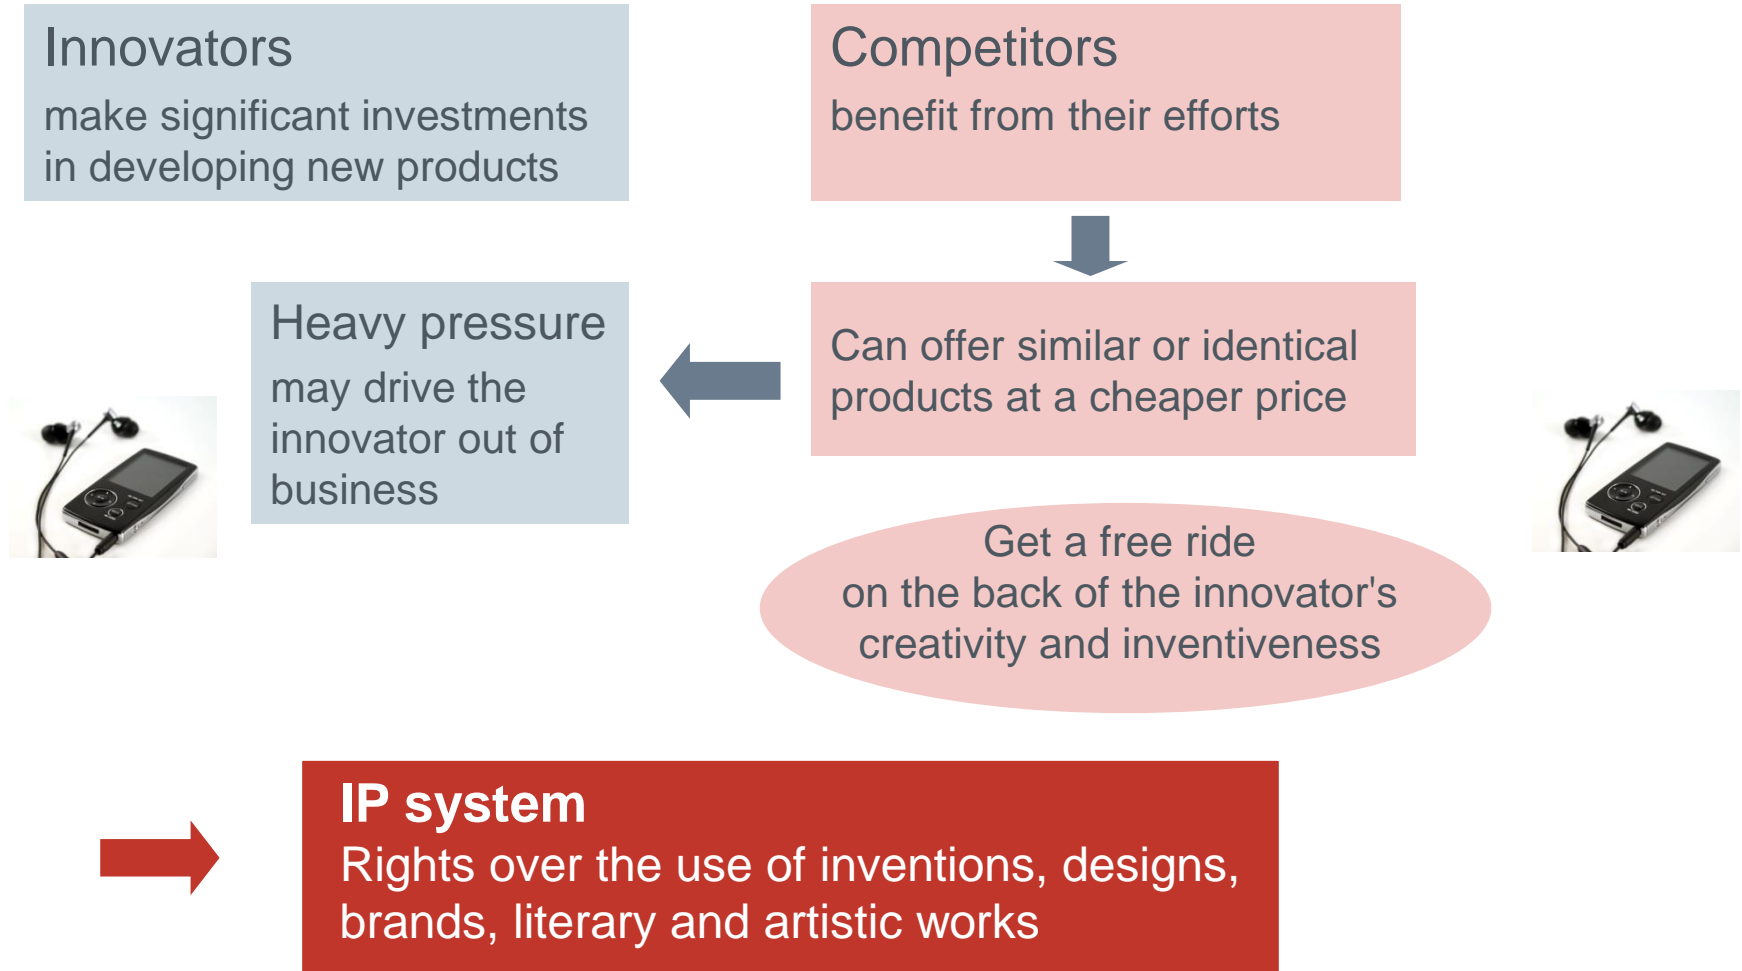 Innovators
make significant investments
in developing new products
Competitors
benefit from their efforts
Heavy pressure
may drive the
innovator out of
business
Can offer similar or identical
products at a cheaper price
Get a free ride
on the back of the innovator's
creativity and inventiveness
IP system
Rights over the use of inventions, designs,
brands, literary and artistic works